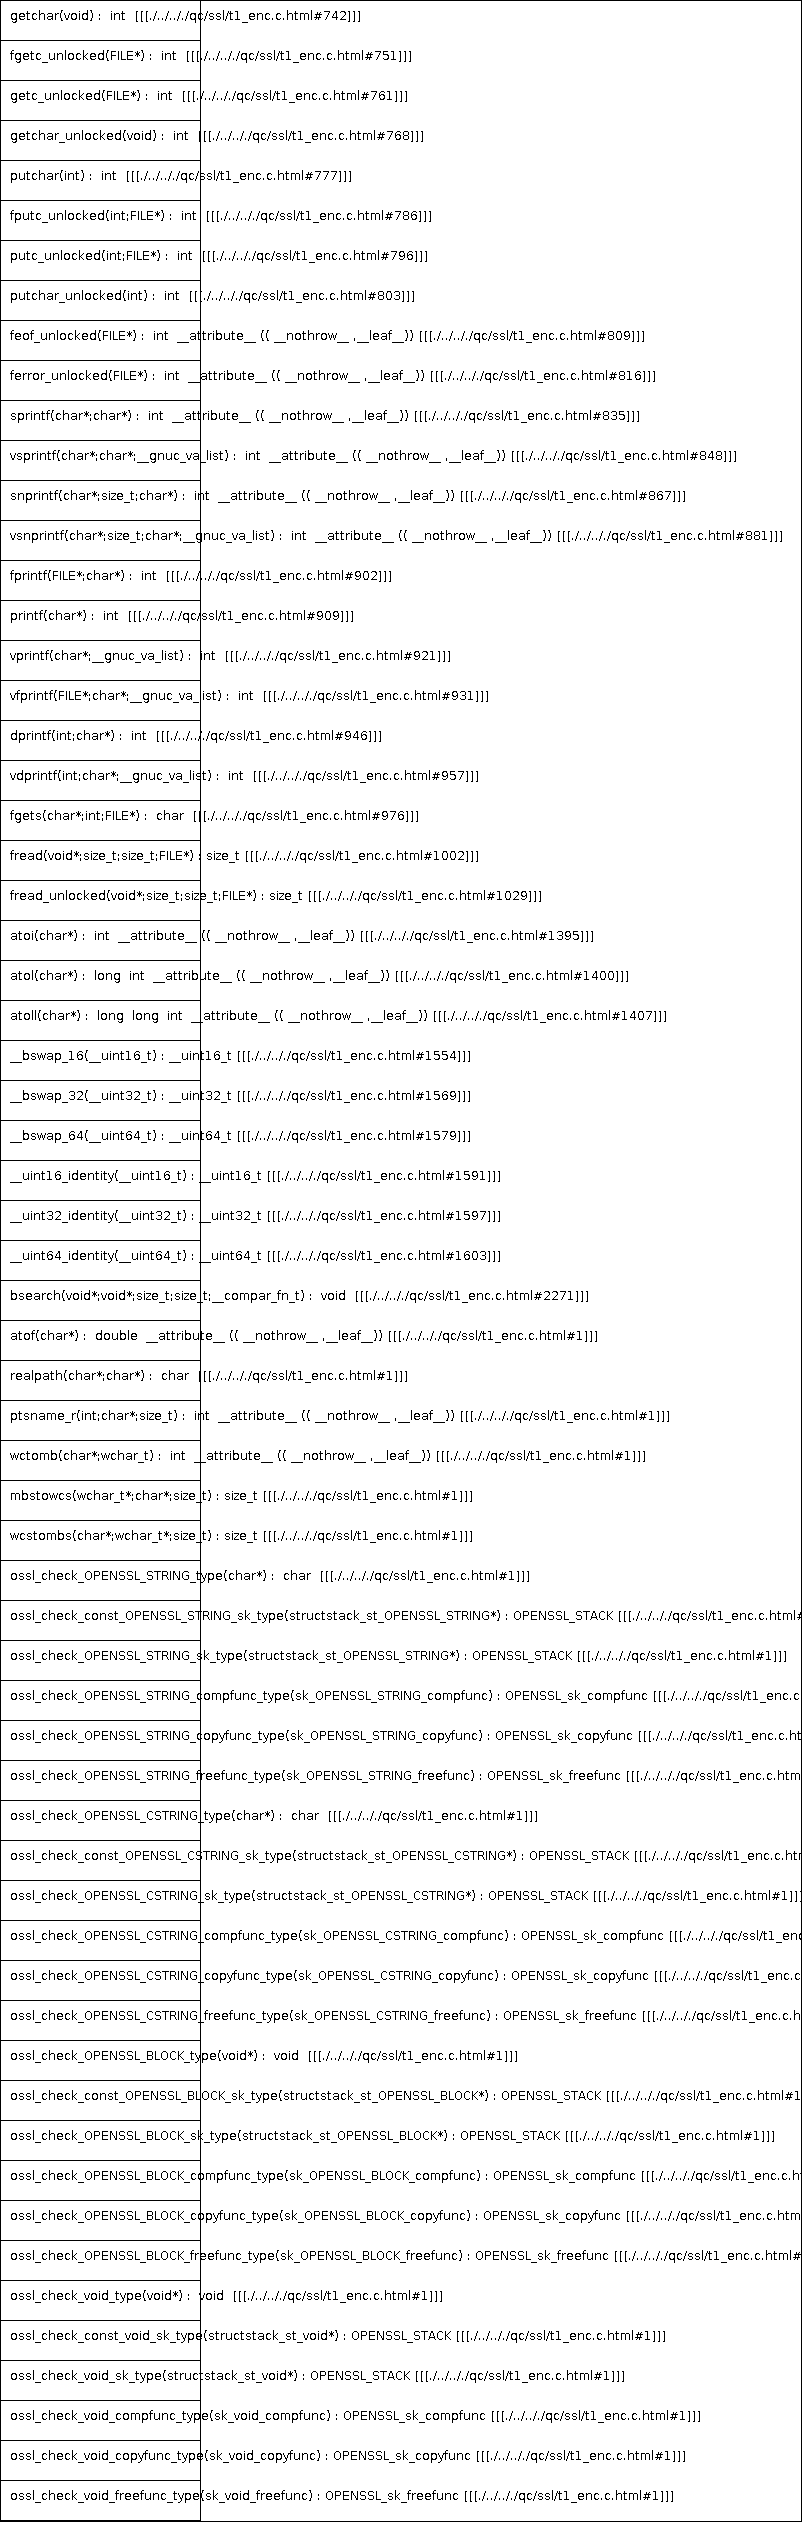 getchar(void) : int [[[./../././qc/ssl/t1_enc.c.html#742]]]
fgetc_unlocked(FILE*) : int [[[./../././qc/ssl/t1_enc.c.html#751]]]
getc_unlocked(FILE*) : int [[[./../././qc/ssl/t1_enc.c.html#761]]]
getchar_unlocked(void) : int [[[./../././qc/ssl/t1_enc.c.html#768]]]
putchar(int) : int [[[./../././qc/ssl/t1_enc.c.html#777]]]
fputc_unlocked(int;FILE*) : int [[[./../././qc/ssl/t1_enc.c.html#786]]]
putc_unlocked(int;FILE*) : int [[[./../././qc/ssl/t1_enc.c.html#796]]]
putchar_unlocked(int) : int [[[./../././qc/ssl/t1_enc.c.html#803]]]
feof_unlocked(FILE*) : int __attribute__ (( __nothrow__ ,__leaf__)) [[[./../././qc/ssl/t1_enc.c.html#809]]]
ferror_unlocked(FILE*) : int __attribute__ (( __nothrow__ ,__leaf__)) [[[./../././qc/ssl/t1_enc.c.html#816]]]
sprintf(char*;char*) : int __attribute__ (( __nothrow__ ,__leaf__)) [[[./../././qc/ssl/t1_enc.c.html#835]]]
vsprintf(char*;char*;__gnuc_va_list) : int __attribute__ (( __nothrow__ ,__leaf__)) [[[./../././qc/ssl/t1_enc.c.html#848]]]
snprintf(char*;size_t;char*) : int __attribute__ (( __nothrow__ ,__leaf__)) [[[./../././qc/ssl/t1_enc.c.html#867]]]
vsnprintf(char*;size_t;char*;__gnuc_va_list) : int __attribute__ (( __nothrow__ ,__leaf__)) [[[./../././qc/ssl/t1_enc.c.html#881]]]
fprintf(FILE*;char*) : int [[[./../././qc/ssl/t1_enc.c.html#902]]]
printf(char*) : int [[[./../././qc/ssl/t1_enc.c.html#909]]]
vprintf(char*;__gnuc_va_list) : int [[[./../././qc/ssl/t1_enc.c.html#921]]]
vfprintf(FILE*;char*;__gnuc_va_list) : int [[[./../././qc/ssl/t1_enc.c.html#931]]]
dprintf(int;char*) : int [[[./../././qc/ssl/t1_enc.c.html#946]]]
vdprintf(int;char*;__gnuc_va_list) : int [[[./../././qc/ssl/t1_enc.c.html#957]]]
fgets(char*;int;FILE*) : char [[[./../././qc/ssl/t1_enc.c.html#976]]]
fread(void*;size_t;size_t;FILE*) : size_t [[[./../././qc/ssl/t1_enc.c.html#1002]]]
fread_unlocked(void*;size_t;size_t;FILE*) : size_t [[[./../././qc/ssl/t1_enc.c.html#1029]]]
atoi(char*) : int __attribute__ (( __nothrow__ ,__leaf__)) [[[./../././qc/ssl/t1_enc.c.html#1395]]]
atol(char*) : long int __attribute__ (( __nothrow__ ,__leaf__)) [[[./../././qc/ssl/t1_enc.c.html#1400]]]
atoll(char*) : long long int __attribute__ (( __nothrow__ ,__leaf__)) [[[./../././qc/ssl/t1_enc.c.html#1407]]]
__bswap_16(__uint16_t) : __uint16_t [[[./../././qc/ssl/t1_enc.c.html#1554]]]
__bswap_32(__uint32_t) : __uint32_t [[[./../././qc/ssl/t1_enc.c.html#1569]]]
__bswap_64(__uint64_t) : __uint64_t [[[./../././qc/ssl/t1_enc.c.html#1579]]]
__uint16_identity(__uint16_t) : __uint16_t [[[./../././qc/ssl/t1_enc.c.html#1591]]]
__uint32_identity(__uint32_t) : __uint32_t [[[./../././qc/ssl/t1_enc.c.html#1597]]]
__uint64_identity(__uint64_t) : __uint64_t [[[./../././qc/ssl/t1_enc.c.html#1603]]]
bsearch(void*;void*;size_t;size_t;__compar_fn_t) : void [[[./../././qc/ssl/t1_enc.c.html#2271]]]
atof(char*) : double __attribute__ (( __nothrow__ ,__leaf__)) [[[./../././qc/ssl/t1_enc.c.html#1]]]
realpath(char*;char*) : char [[[./../././qc/ssl/t1_enc.c.html#1]]]
ptsname_r(int;char*;size_t) : int __attribute__ (( __nothrow__ ,__leaf__)) [[[./../././qc/ssl/t1_enc.c.html#1]]]
wctomb(char*;wchar_t) : int __attribute__ (( __nothrow__ ,__leaf__)) [[[./../././qc/ssl/t1_enc.c.html#1]]]
mbstowcs(wchar_t*;char*;size_t) : size_t [[[./../././qc/ssl/t1_enc.c.html#1]]]
wcstombs(char*;wchar_t*;size_t) : size_t [[[./../././qc/ssl/t1_enc.c.html#1]]]
ossl_check_OPENSSL_STRING_type(char*) : char [[[./../././qc/ssl/t1_enc.c.html#1]]]
ossl_check_const_OPENSSL_STRING_sk_type(structstack_st_OPENSSL_STRING*) : OPENSSL_STACK [[[./../././qc/ssl/t1_enc.c.html#
ossl_check_OPENSSL_STRING_sk_type(structstack_st_OPENSSL_STRING*) : OPENSSL_STACK [[[./../././qc/ssl/t1_enc.c.html#1]]]
ossl_check_OPENSSL_STRING_compfunc_type(sk_OPENSSL_STRING_compfunc) : OPENSSL_sk_compfunc [[[./../././qc/ssl/t1_enc.c
ossl_check_OPENSSL_STRING_copyfunc_type(sk_OPENSSL_STRING_copyfunc) : OPENSSL_sk_copyfunc [[[./../././qc/ssl/t1_enc.c.ht
ossl_check_OPENSSL_STRING_freefunc_type(sk_OPENSSL_STRING_freefunc) : OPENSSL_sk_freefunc [[[./../././qc/ssl/t1_enc.c.htm
ossl_check_OPENSSL_CSTRING_type(char*) : char [[[./../././qc/ssl/t1_enc.c.html#1]]]
ossl_check_const_OPENSSL_CSTRING_sk_type(structstack_st_OPENSSL_CSTRING*) : OPENSSL_STACK [[[./../././qc/ssl/t1_enc.c.htm
ossl_check_OPENSSL_CSTRING_sk_type(structstack_st_OPENSSL_CSTRING*) : OPENSSL_STACK [[[./../././qc/ssl/t1_enc.c.html#1]]]
ossl_check_OPENSSL_CSTRING_compfunc_type(sk_OPENSSL_CSTRING_compfunc) : OPENSSL_sk_compfunc [[[./../././qc/ssl/t1_enc
ossl_check_OPENSSL_CSTRING_copyfunc_type(sk_OPENSSL_CSTRING_copyfunc) : OPENSSL_sk_copyfunc [[[./../././qc/ssl/t1_enc.c
ossl_check_OPENSSL_CSTRING_freefunc_type(sk_OPENSSL_CSTRING_freefunc) : OPENSSL_sk_freefunc [[[./../././qc/ssl/t1_enc.c.h
ossl_check_OPENSSL_BLOCK_type(void*) : void [[[./../././qc/ssl/t1_enc.c.html#1]]]
ossl_check_const_OPENSSL_BLOCK_sk_type(structstack_st_OPENSSL_BLOCK*) : OPENSSL_STACK [[[./../././qc/ssl/t1_enc.c.html#1
ossl_check_OPENSSL_BLOCK_sk_type(structstack_st_OPENSSL_BLOCK*) : OPENSSL_STACK [[[./../././qc/ssl/t1_enc.c.html#1]]]
ossl_check_OPENSSL_BLOCK_compfunc_type(sk_OPENSSL_BLOCK_compfunc) : OPENSSL_sk_compfunc [[[./../././qc/ssl/t1_enc.c.ht
ossl_check_OPENSSL_BLOCK_copyfunc_type(sk_OPENSSL_BLOCK_copyfunc) : OPENSSL_sk_copyfunc [[[./../././qc/ssl/t1_enc.c.htm
ossl_check_OPENSSL_BLOCK_freefunc_type(sk_OPENSSL_BLOCK_freefunc) : OPENSSL_sk_freefunc [[[./../././qc/ssl/t1_enc.c.html#
ossl_check_void_type(void*) : void [[[./../././qc/ssl/t1_enc.c.html#1]]]
ossl_check_const_void_sk_type(structstack_st_void*) : OPENSSL_STACK [[[./../././qc/ssl/t1_enc.c.html#1]]]
ossl_check_void_sk_type(structstack_st_void*) : OPENSSL_STACK [[[./../././qc/ssl/t1_enc.c.html#1]]]
ossl_check_void_compfunc_type(sk_void_compfunc) : OPENSSL_sk_compfunc [[[./../././qc/ssl/t1_enc.c.html#1]]]
ossl_check_void_copyfunc_type(sk_void_copyfunc) : OPENSSL_sk_copyfunc [[[./../././qc/ssl/t1_enc.c.html#1]]]
ossl_check_void_freefunc_type(sk_void_freefunc) : OPENSSL_sk_freefunc [[[./../././qc/ssl/t1_enc.c.html#1]]]